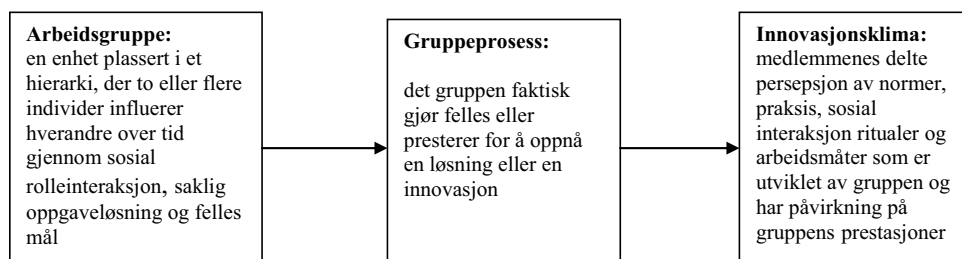 Arbeidsgruppe:
en enhet plassert i et
hierarki, der to eller flere
individer influerer
hverandre over tid
gjennom sosial
rolleinteraksjon, saklig
oppgaveløsning og felles
mål
Gruppeprosess:
det gruppen faktisk
gjør felles eller
presterer for å oppnå
en løsning eller en
innovasjon
Innovasjonsklima:
medlemmenes delte
persepsjon av normer,
praksis, sosial
interaksjon ritualer og
arbeidsmåter som er
utviklet av gruppen og
har påvirkning på
gruppens prestasjoner